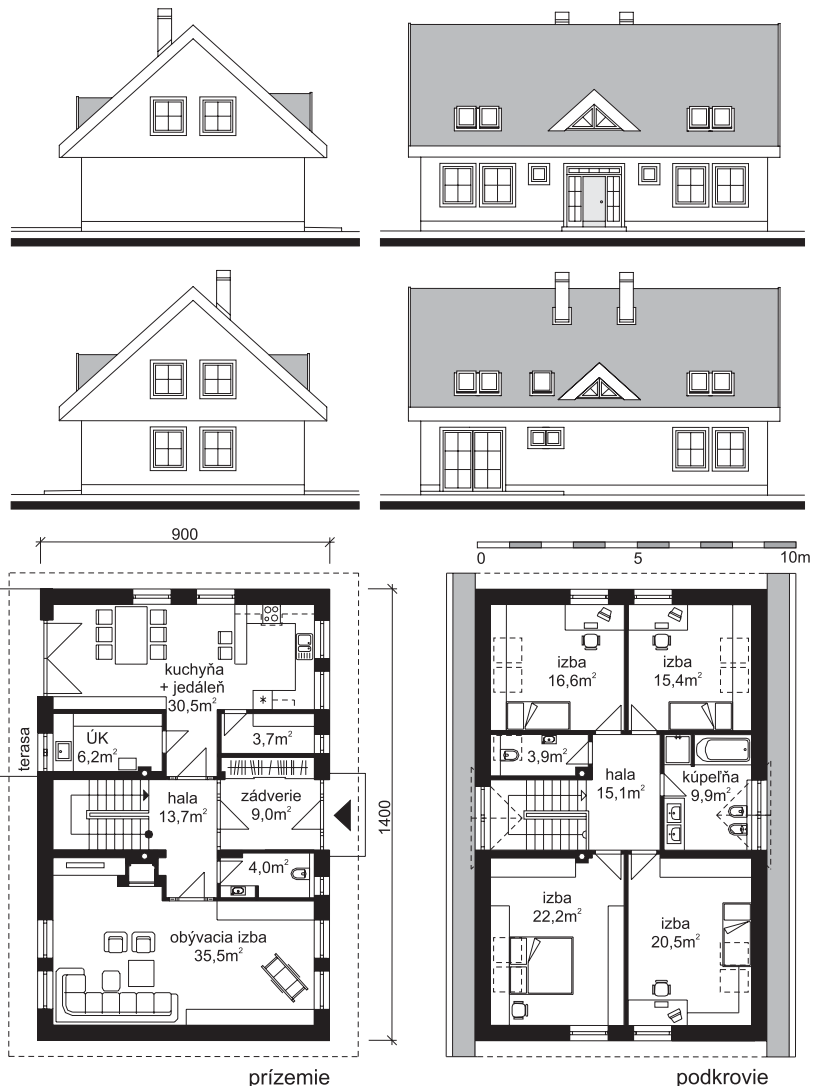 900
0 5 10m
kuchyňa
+ jedáleň
30,5m²
izba
16,6m²
izba
15,4m²
terasa
ÚK
6,2m²
3,7m²
3,9m²
hala
13,7m²
zádverie
9,0m²
1400
hala
15,1m²
kúpeľňa
9,9m²
4,0m²
obývacia izba
35,5m²
izba
22,2m²
izba
20,5m²
prízemie
podkrovie